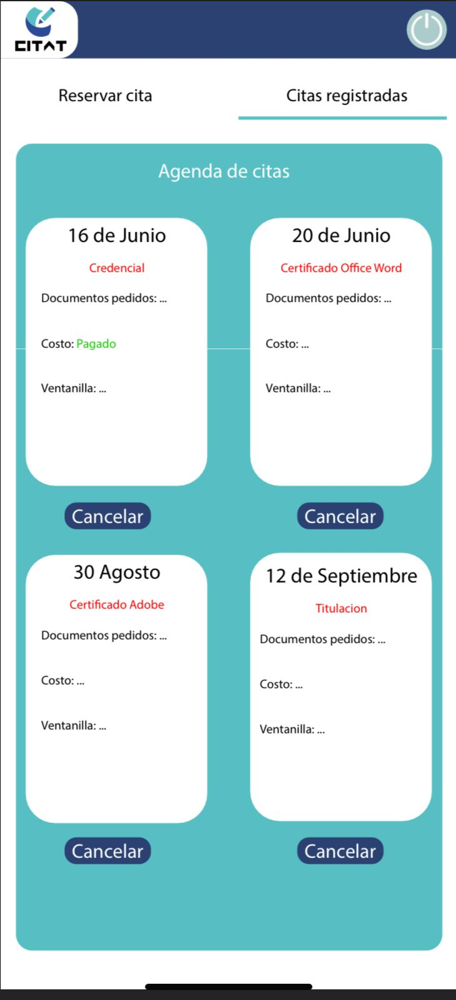 CITAT
Reservar cita
Citas registradas
Agenda de citas
16 de Junio
Credencial
Documentos pedidos: ...
Costo: Pagado
Ventanilla: ...
Cancelar
20 de Junio
Certificado Office Word
Documentos pedidos: ...
Costo: ...
Ventanilla: ...
Cancelar
30 Agosto
Certificado Adobe
Documentos pedidos: ...
Costo: ...
Ventanilla: ...
Cancelar
12 de Septiembre
Titulacion
Documentos pedidos: ...
Costo: ...
Ventanilla: ...
Cancelar